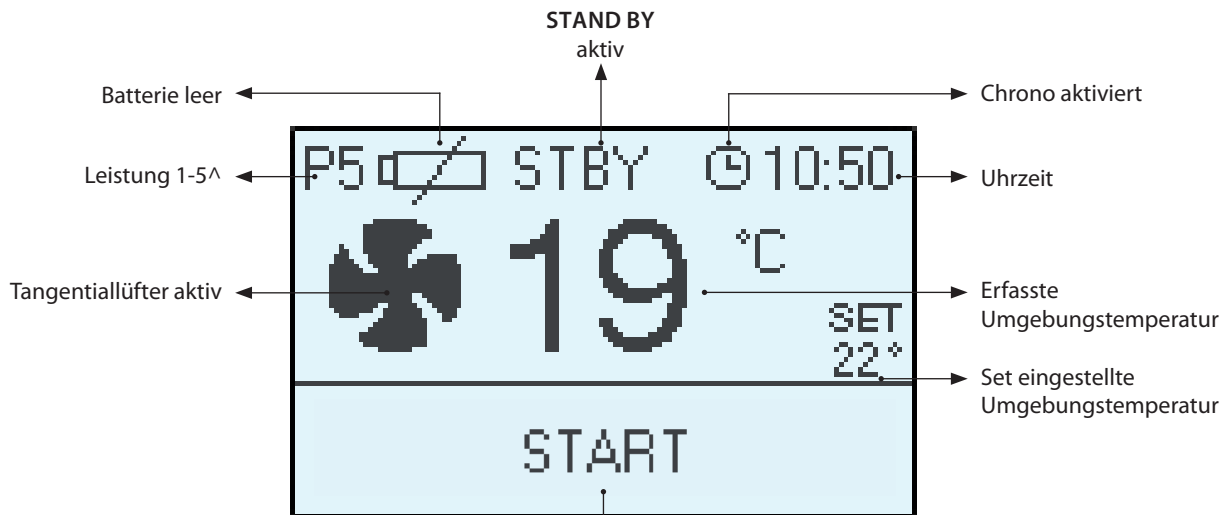 STAND BY
aktiv
Batterie leer
Chrono aktiviert
P5 STBY 10:50
Leistung 1-5^
Uhrzeit
19 °C
Tangentiallüfter aktiv
Erfasste
Umgebungstemperatur
SET
22°
Set eingestellte
Umgebungstemperatur
START